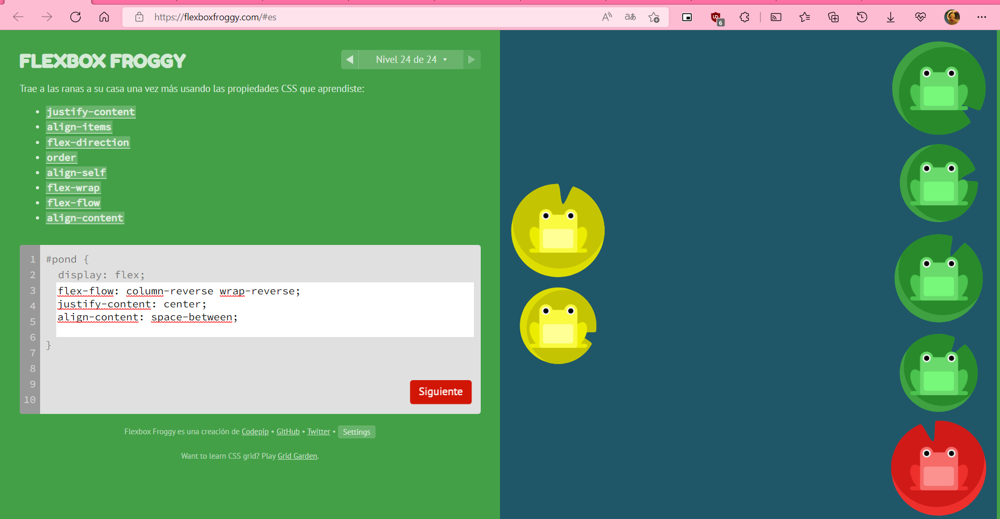 https://flexboxfroggy.com/#es
6
FLEXBOX FROGGY
Nivel 24 de 24
Trae a las ranas a su casa una vez más usando las propiedades CSS que aprendiste:
justify-content
align-items
flex-direction
order
align-self
flex-wrap
flex-flow
align-content
1 #pond {
2 display: flex;
3 flex-flow: column-reverse wrap-reverse;
4 justify-content: center;
5 align-content: space-between;
6
7 }
8
9
10
Siguiente
Flexbox Froggy es una creación de Codepip • GitHub • Twitter • Settings
Want to learn CSS grid? Play Grid Garden.